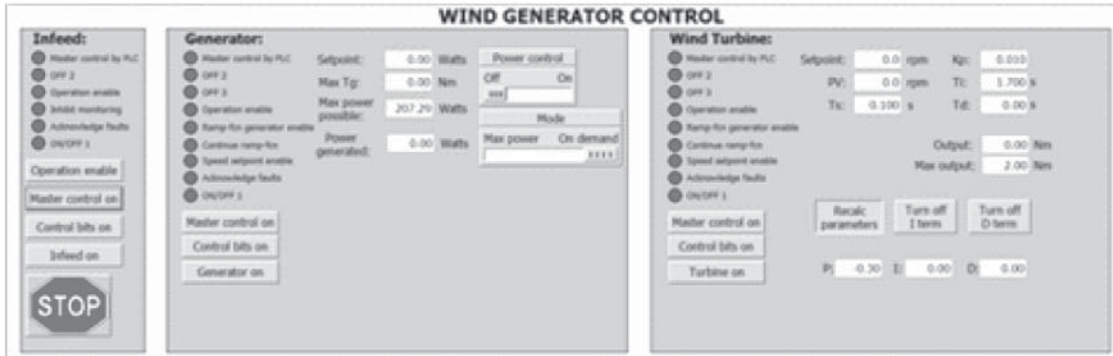 WIND GENERATOR CONTROL
Infeed:
Master control by PLC
OFF 2
Operation enable
Inhibit monitoring
Acknowledge faults
ON/OFF 1
Operation enable
Master control on
Control bits on
Infeed on
STOP
Generator:
Master control by PLC
OFF 2
OFF 3
Operation enable
Ramp-fcn generator enable
Continue ramp-fcn
Speed setpoint enable
Acknowledge faults
ON/OFF 1
Master control on
Control bits on
Generator on
Setpoint: 0.00 Watts
Max Tg: 0.00 Nm
Max power
possible: 207.29 Watts
Power
generated: 0.00 Watts
Power control
Off On
Mode
Max power On demand
Wind Turbine:
Master control by PLC
OFF 2
OFF 3
Operation enable
Ramp-fcn generator enable
Continue ramp-fcn
Speed setpoint enable
Acknowledge faults
ON/OFF 1
Master control on
Control bits on
Turbine on
Setpoint: 0.0 rpm Kp: 0.010
PV: 0.0 rpm Ti: 1.700 s
Ts: 0.100 s Td: 0.00 s
Output: 0.00 Nm
Max output: 2.00 Nm
Recalc
parameters
Turn off
I term
Turn off
D term
P: -0.30 I: 0.00 D: 0.00